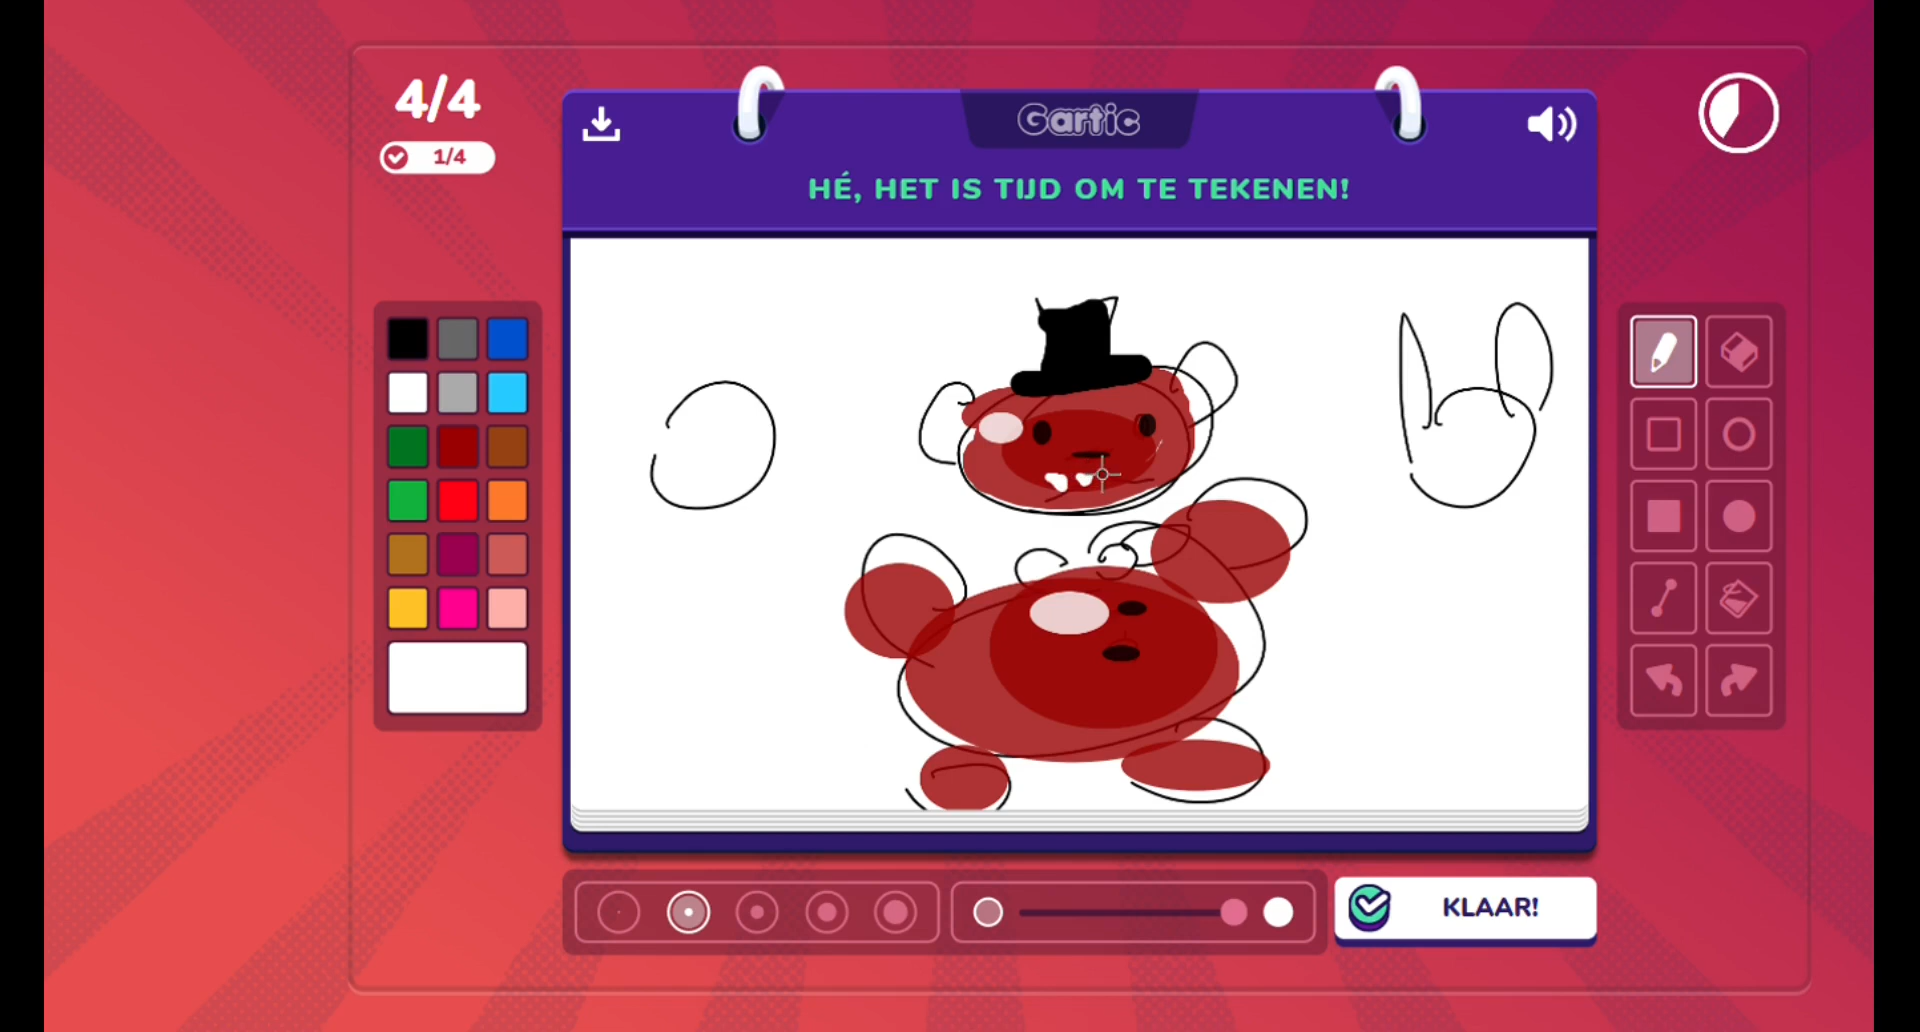 4/4
1/4
Gartic
HÉ, HET IS TIJD OM TE TEKENEN!
KLAAR!